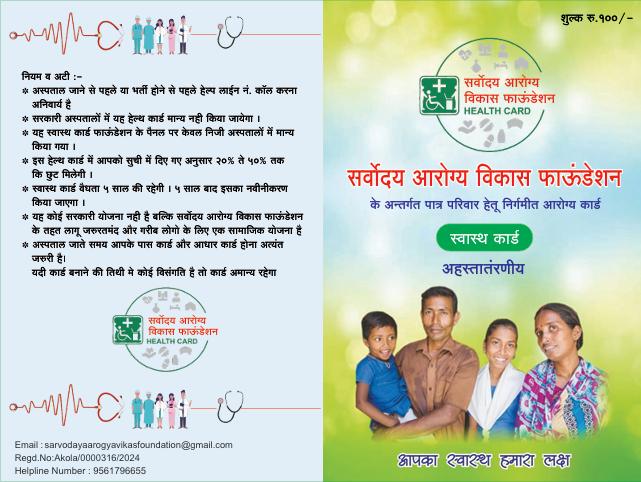 नियम व अटी :–
❇ अस्पताल जाने से पहले या भर्ती होने से पहले हेल्प लाईन नं. कॉल करना
अनिवार्य है
❇ सरकारी अस्पतालों में यह हेल्थ कार्ड मान्य नही किया जायेगा ।
❇ यह स्वास्थ कार्ड फाऊंडेशन के पैनल पर केवल निजी अस्पतालों में मान्य
किया गया ।
❇ इस हेल्थ कार्ड में आपको सुची में दिए गए अनुसार २०% ते ५०% तक
कि छुट मिलेगी ।
❇ स्वास्थ कार्ड वैधता ५ साल की रहेगी । ५ साल बाद इसका नवीनीकरण
किया जाएगा ।
❇ यह कोई सरकारी योजना नही है बल्कि सर्वोदय आरोग्य विकास फाऊंडेशन
के तहत लागू जरुरतमंद और गरीब लोगो के लिए एक सामाजिक योजना है
❇ अस्पताल जाते समय आपके पास कार्ड और आधार कार्ड होना अत्यंत
जरुरी है।
यदी कार्ड बनाने की तिथी मे कोई विसंगति है तो कार्ड अमान्य रहेगा
सर्वोदय आरोग्य
विकास फाऊंडेशन
HEALTH CARD
Email : sarvodayaarogyavikasfoundation@gmail.com
Regd.No:Akola/0000316/2024
Helpline Number : 9561796655
शुल्क रु.१००/–
सर्वोदय आरोग्य
विकास फाऊंडेशन
HEALTH CARD
सर्वोदय आरोग्य विकास फाऊंडेशन
के अन्तर्गत पात्र परिवार हेतू निर्गमीत आरोग्य कार्ड
स्वास्थ कार्ड
अहस्तातंरणीय
आपका स्वास्थ हमारा लक्ष